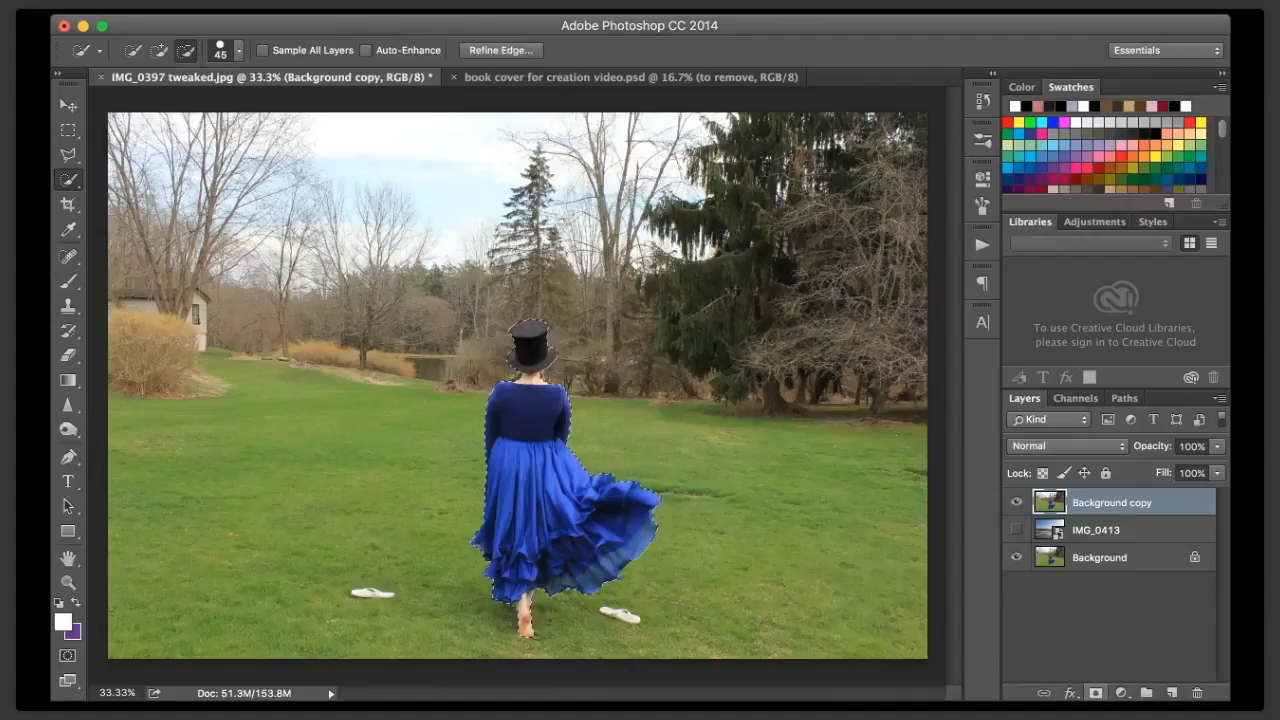 Adobe Photoshop CC 2014
45
Sample All Layers
Auto-Enhance
Refine Edge...
Essentials
IMG_0397 tweaked.jpg @ 33.3% (Background copy, RGB/8) *
book cover for creation video.psd @ 16.7% (to remove, RGB/8)
Color
Swatches
Libraries
Adjustments
Styles
To use Creative Cloud Libraries,
please sign in to Creative Cloud
Layers
Channels
Paths
Kind
Normal
Opacity: 100%
Lock:
Fill: 100%
Background copy
IMG_0413
Background
33.33%
Doc: 51.3M/153.8M